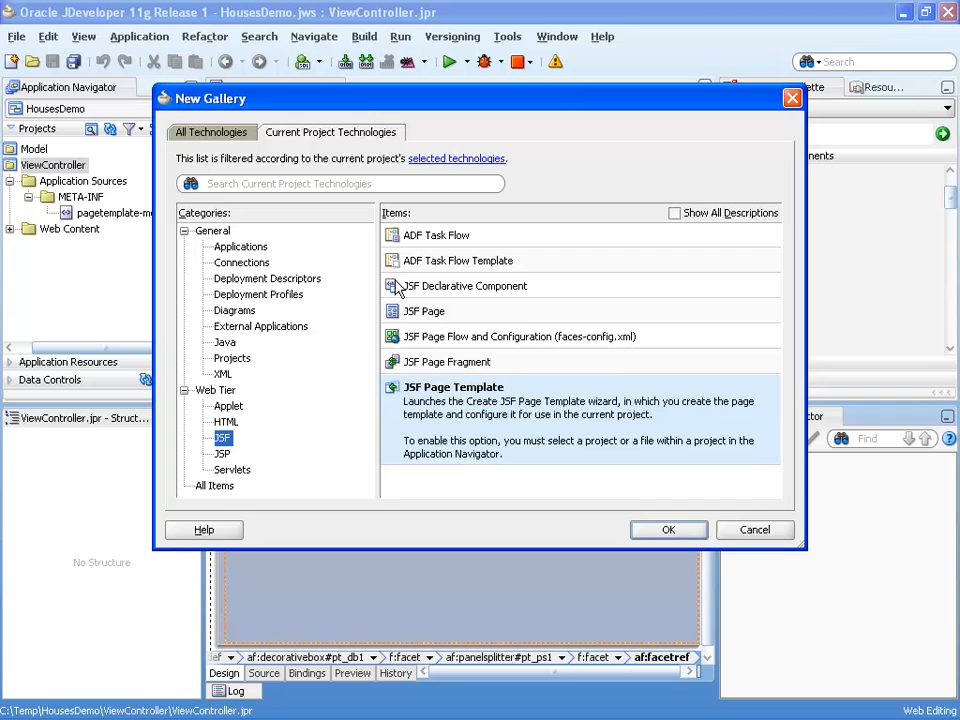 Oracle JDeveloper 11g Release 1 - HousesDemo.jws : ViewController.jpr
File Edit View Application Refactor Search Navigate Build Run Versioning Tools Window Help
Search
Application Navigator
Resou...
HousesDemo
Projects
Model
ViewController
Application Sources
META-INF
Web Content
Application Resources
Data Controls
ViewController.jpr - Struct...
No Structure
New Gallery
All Technologies Current Project Technologies
This list is filtered according to the current project's selected technologies.
Search Current Project Technologies
Categories:
General
Applications
Connections
Deployment Descriptors
Deployment Profiles
Diagrams
External Applications
Java
Projects
XML
Web Tier
Applet
HTML
JSF
JSP
Servlets
All Items
Items: Show All Descriptions
ADF Task Flow
ADF Task Flow Template
JSF Declarative Component
JSF Page
JSF Page Flow and Configuration (faces-config.xml)
JSF Page Fragment
JSF Page Template
Launches the Create JSF Page Template wizard, in which you create the page
template and configure it for use in the current project.
To enable this option, you must select a project or a file within a project in the
Application Navigator.
Help OK Cancel
Find
af:decorativebox#pt_db1 f:facet af:panelsplitter#pt_ps1 f:facet af:facetref
Design Source Bindings Preview History
Log
C:\Temp\HousesDemo\ViewController\ViewController.jpr Web Editing